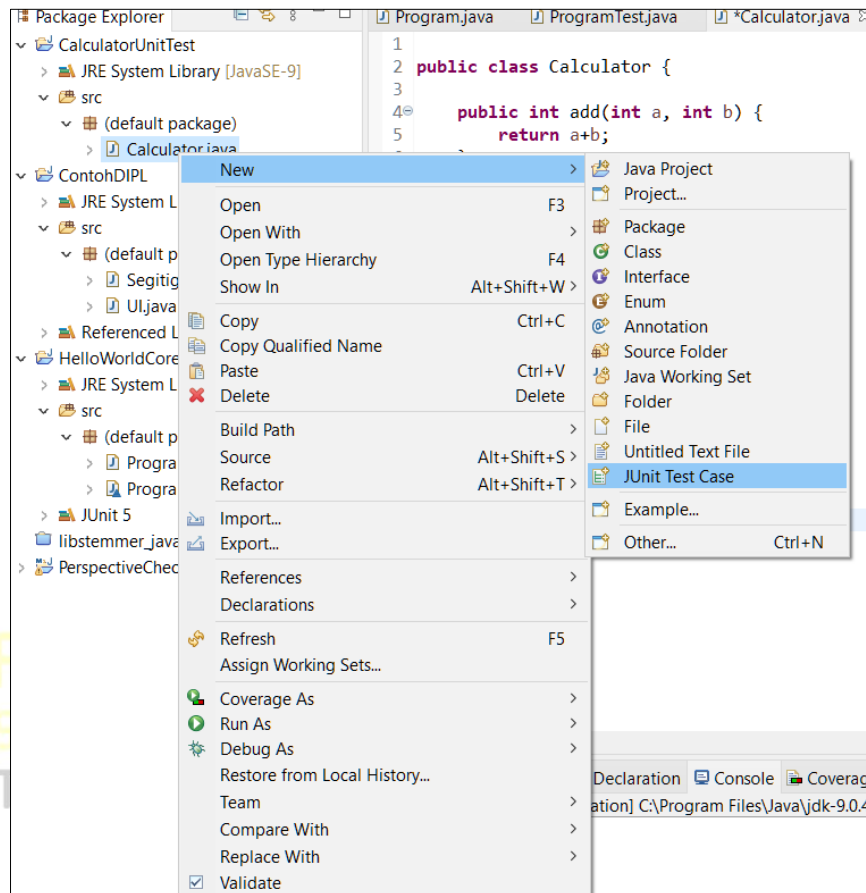 Package Explorer
CalculatorUnitTest
JRE System Library [JavaSE-9]
src
(default package)
Calculator.java
ContohDIPL
JRE System L
src
(default p
Segitig
UI.java
Referenced L
HelloWorldCore
JRE System L
src
(default p
Progra
Progra
JUnit 5
libstemmer_java
PerspectiveChec
Program.java ProgramTest.java *Calculator.java
1
2 public class Calculator {
3
4 public int add(int a, int b) {
5 return a+b;
New
Open F3
Open With
Open Type Hierarchy F4
Show In Alt+Shift+W >
Copy Ctrl+C
Copy Qualified Name
Paste Ctrl+V
Delete Delete
Build Path
Source Alt+Shift+S >
Refactor Alt+Shift+T >
Import...
Export...
References
Declarations
Refresh F5
Assign Working Sets...
Coverage As
Run As
Debug As
Restore from Local History...
Team
Compare With
Replace With
Validate
Java Project
Project...
Package
Class
Interface
Enum
Annotation
Source Folder
Java Working Set
Folder
File
Untitled Text File
JUnit Test Case
Example...
Other... Ctrl+N
Declaration Console Coverag
ation] C:\Program Files\Java\jdk-9.0.4